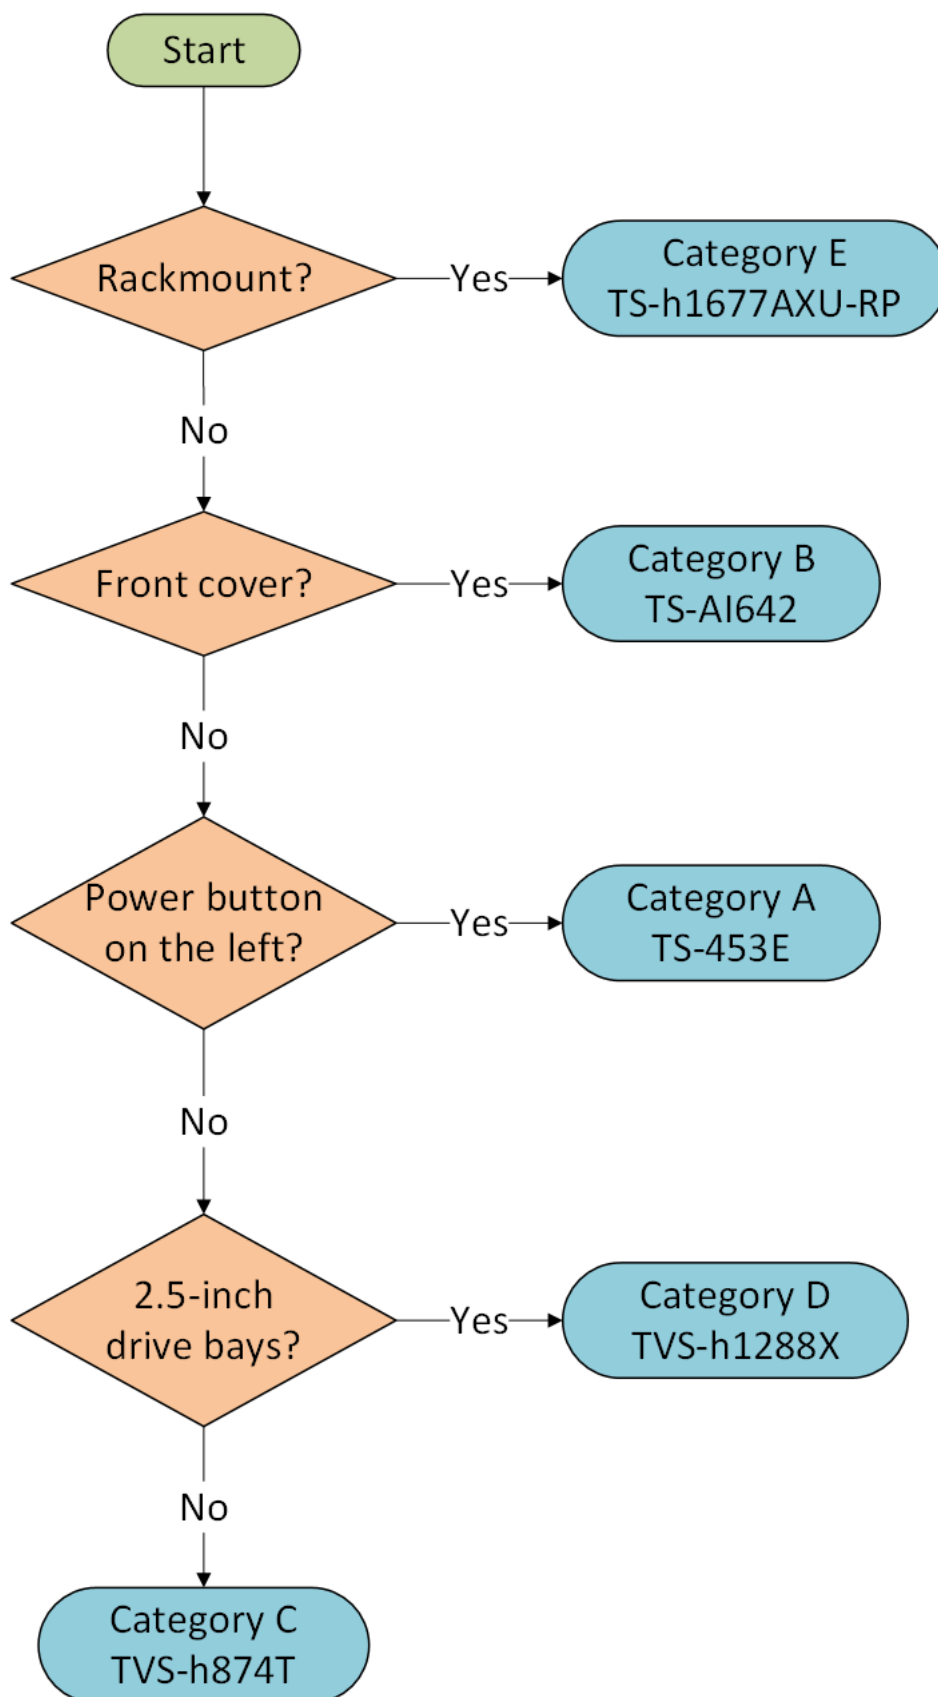 Start
Rackmount?
Yes
Category E
TS-h1677AXU-RP
No
Front cover?
Yes
Category B
TS-AI642
No
Power button
on the left?
Yes
Category A
TS-453E
No
2.5-inch
drive bays?
Yes
Category D
TVS-h1288X
No
Category C
TVS-h874T